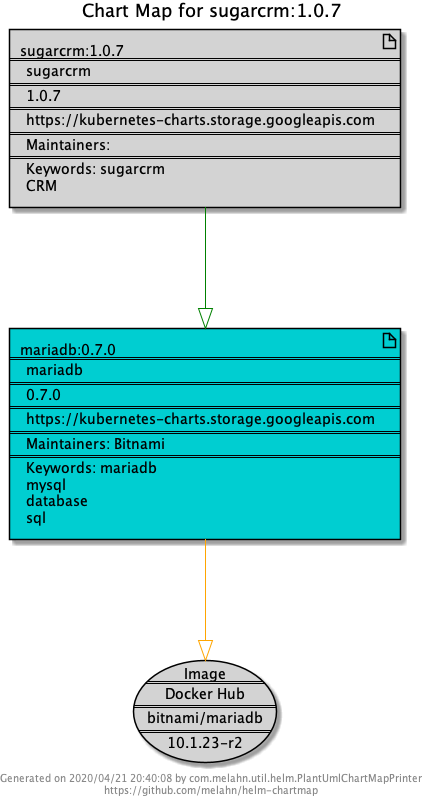 Chart Map for sugarcrm:1.0.7
sugarcrm:1.0.7
sugarcrm
1.0.7
https://kubernetes-charts.storage.googleapis.com
Maintainers:
Keywords: sugarcrm
CRM
mariadb:0.7.0
mariadb
0.7.0
https://kubernetes-charts.storage.googleapis.com
Maintainers: Bitnami
Keywords: mariadb
mysql
database
sql
Image
Docker Hub
bitnami/mariadb
10.1.23-r2
Generated on 2020/04/21 20:40:08 by com.melahn.util.helm.PlantUmlChartMapPrinter
https://github.com/melahn/helm-chartmap